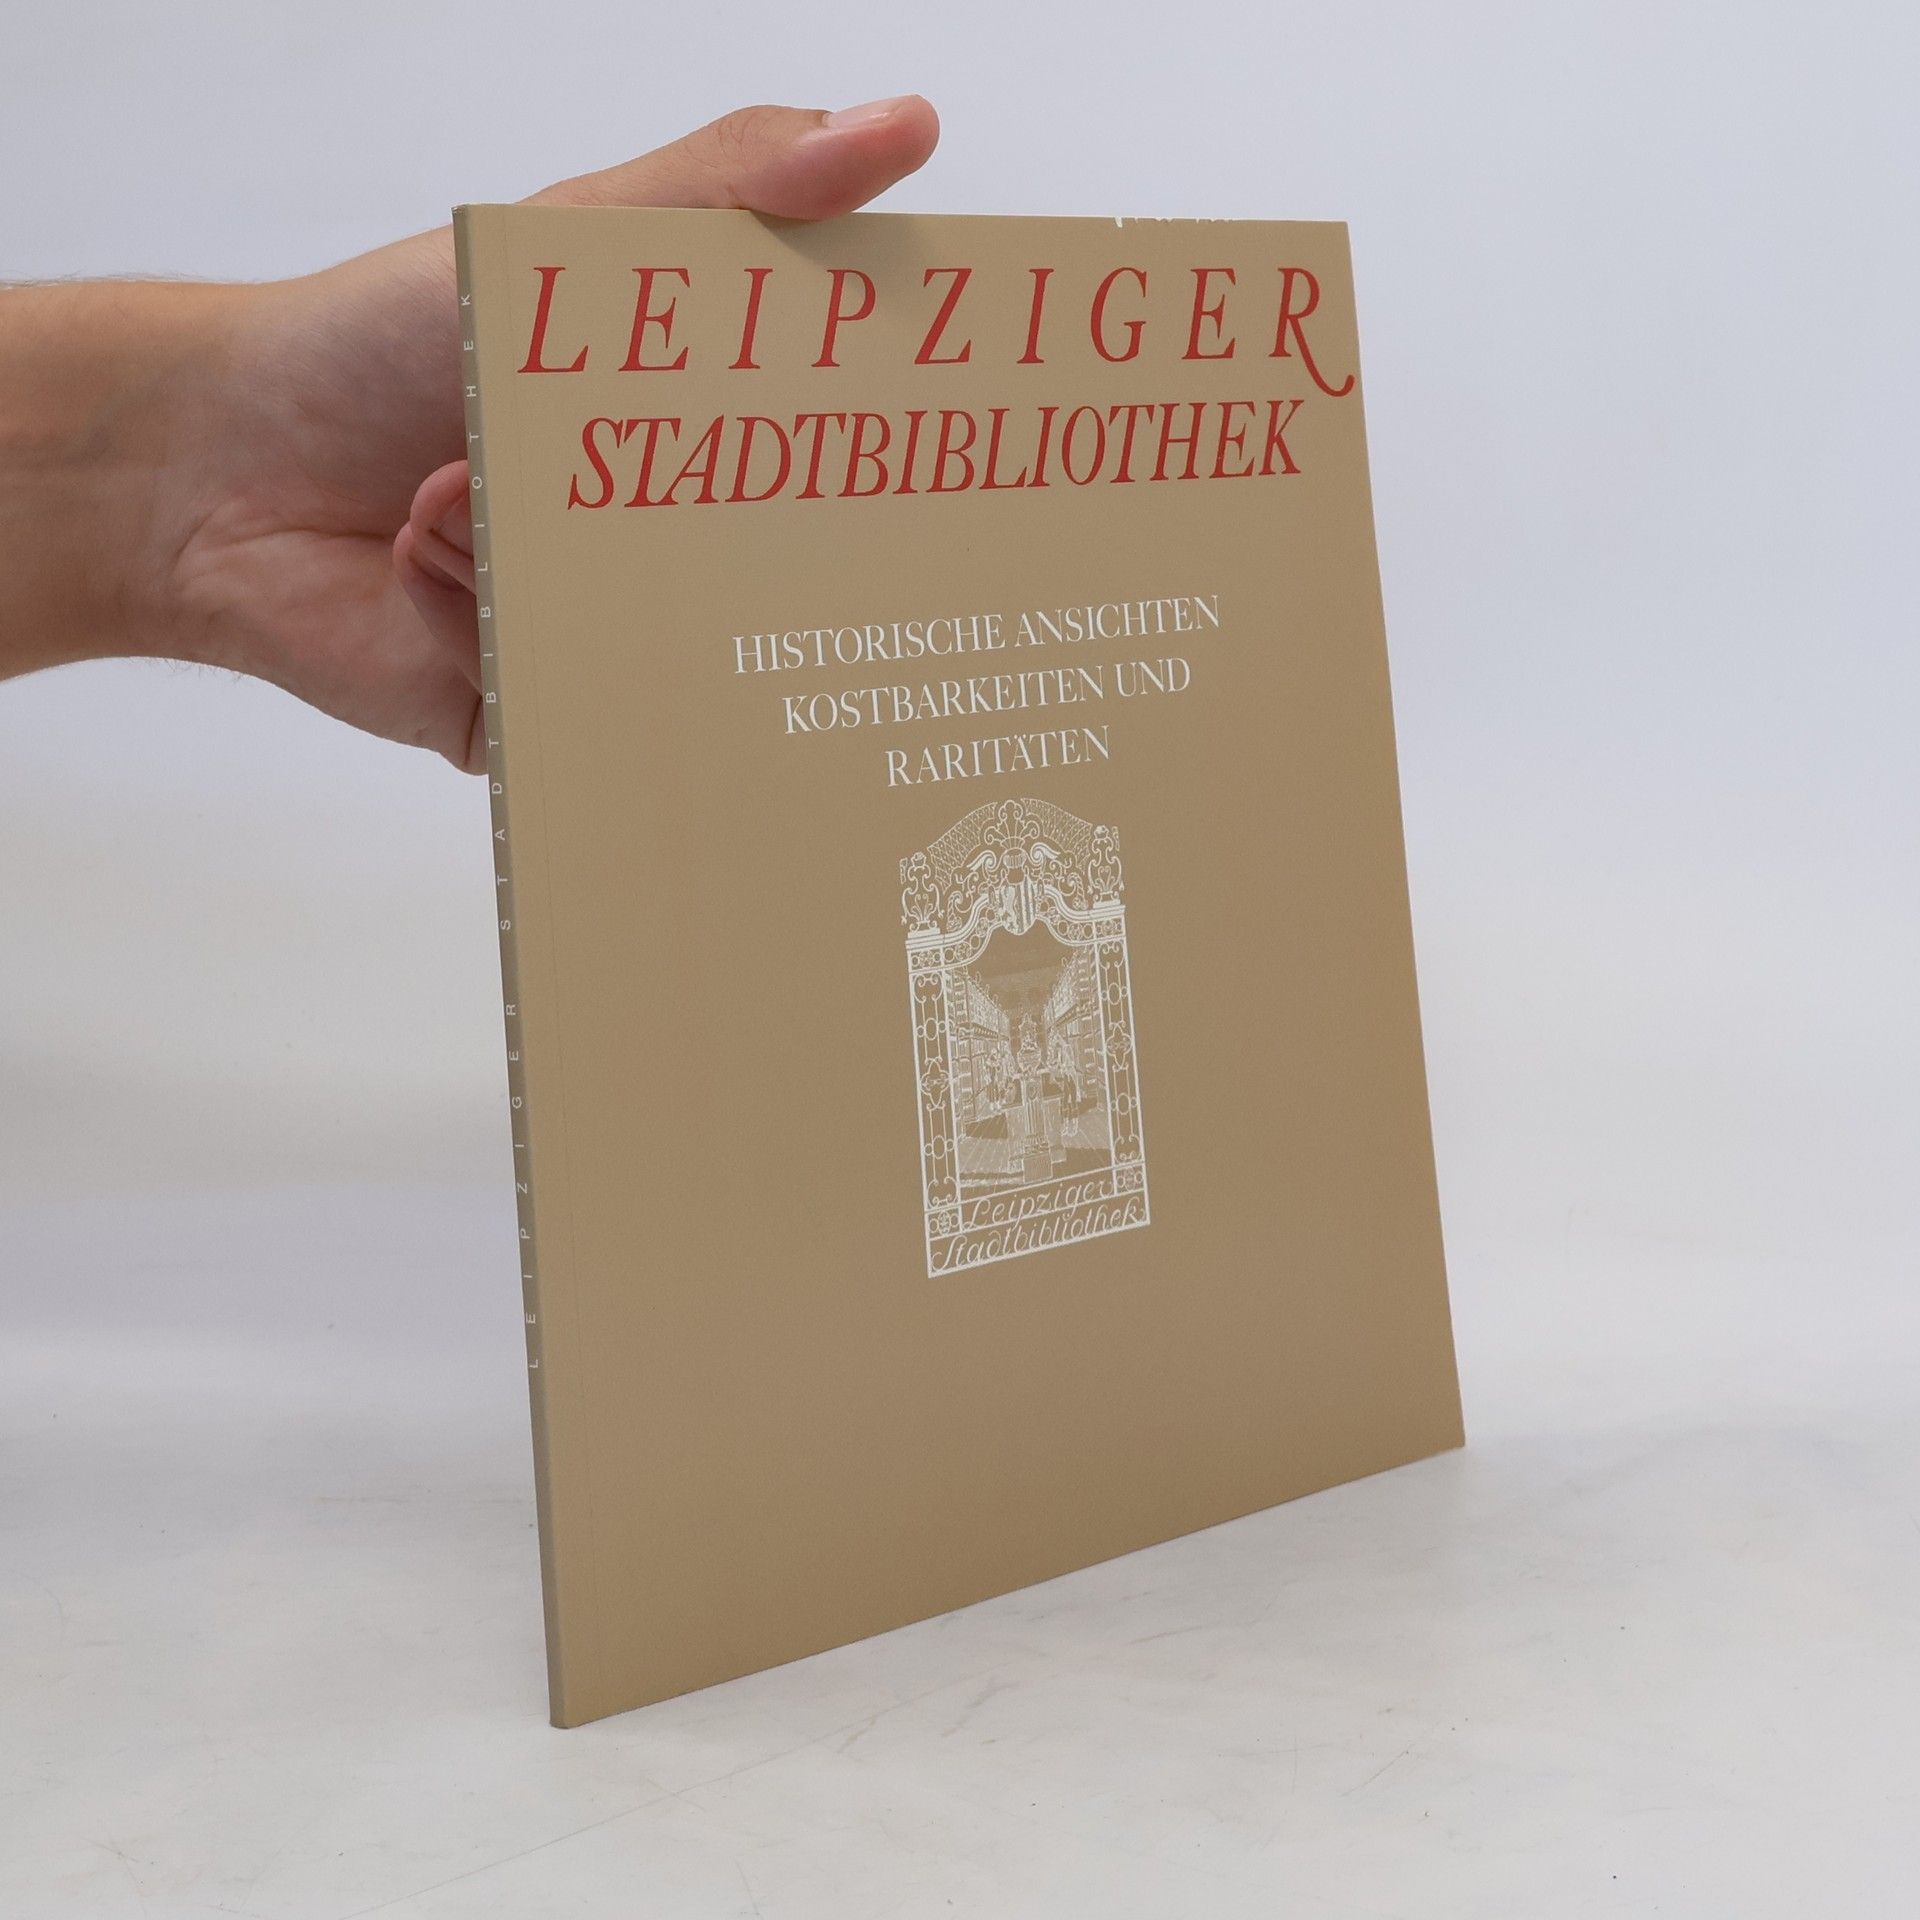 LEIPZIGER
STADTBIBLIOTHEK
HISTORISCHE ANSICHTEN
KOSTBARKEITEN UND
RARITÄTEN
Leipziger
Stadtbibliothek
LEIPZIGER STADTBIBLIOTHEK